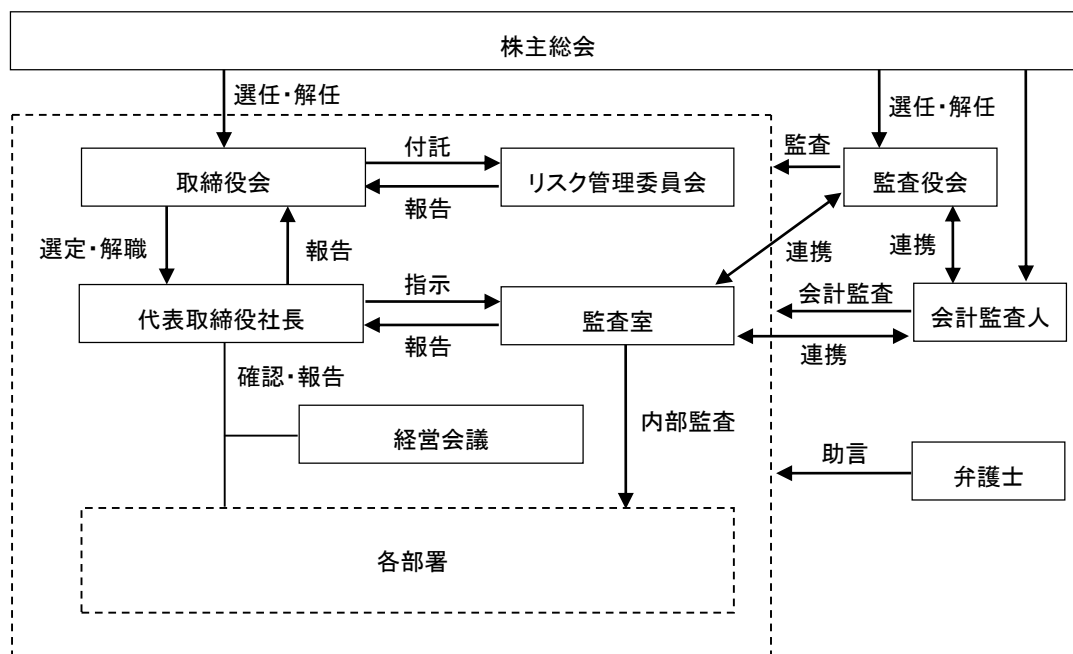 株主総会
選任・解任
選任・解任
付託
監査
取締役会
リスク管理委員会
監査役会
報告
選定・解職
報告
連携
連携
指示
会計監査
代表取締役社長
監査室
会計監査人
報告
連携
確認・報告
内部監査
経営会議
助言
弁護士
各部署